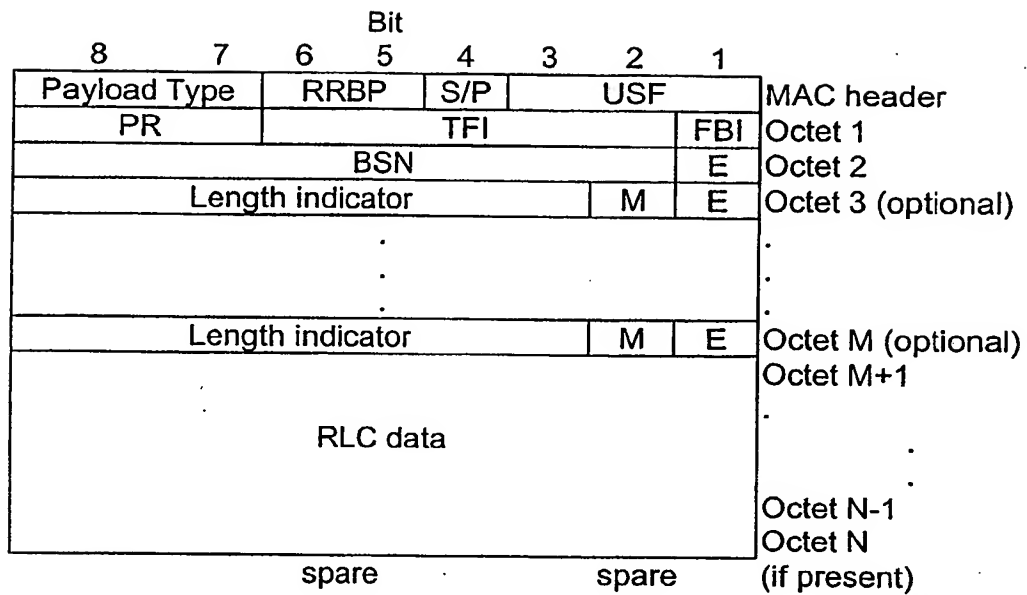 Bit
8 7 6 5 4 3 2 1
Payload Type RRBP S/P USF MAC header
PR TFI FBI Octet 1
BSN E Octet 2
Length indicator M E Octet 3 (optional)
Length indicator M E Octet M (optional)
Octet M+1
RLC data
Octet N-1
Octet N
spare spare (if present)